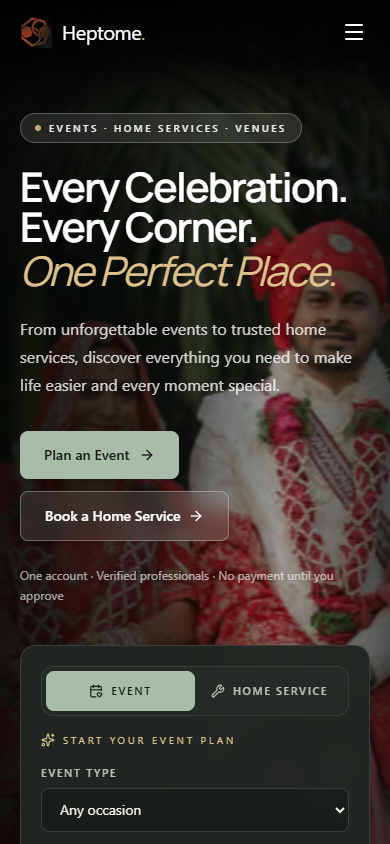 Heptome.
EVENTS · HOME SERVICES · VENUES
Every Celebration.
Every Corner.
One Perfect Place.
From unforgettable events to trusted home
services, discover everything you need to make
life easier and every moment special.
Plan an Event →
Book a Home Service →
One account · Verified professionals · No payment until you
approve
EVENT
HOME SERVICE
START YOUR EVENT PLAN
EVENT TYPE
Any occasion